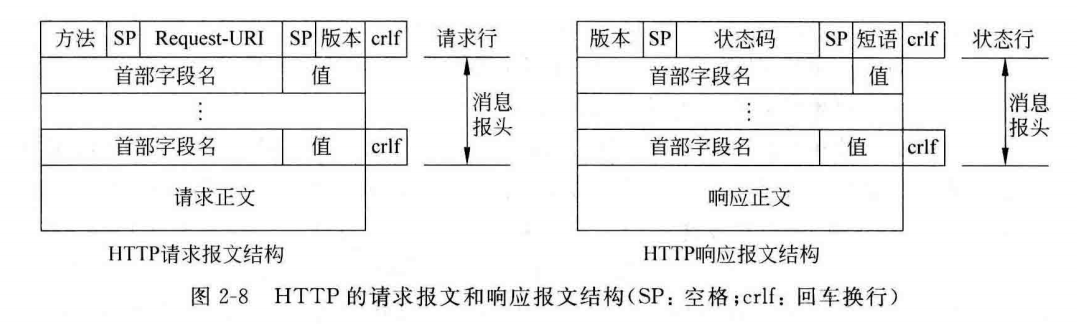 方法 SP Request-URI SP 版本 crlf 请求行
首部字段名 值
⋮
首部字段名 值 crlf
消息
报头
请求正文
HTTP请求报文结构
版本 SP 状态码 SP 短语 crlf 状态行
首部字段名 值
⋮
首部字段名 值 crlf
消息
报头
响应正文
HTTP响应报文结构
图 2-8 HTTP 的请求报文和响应报文结构(SP: 空格;crlf: 回车换行)